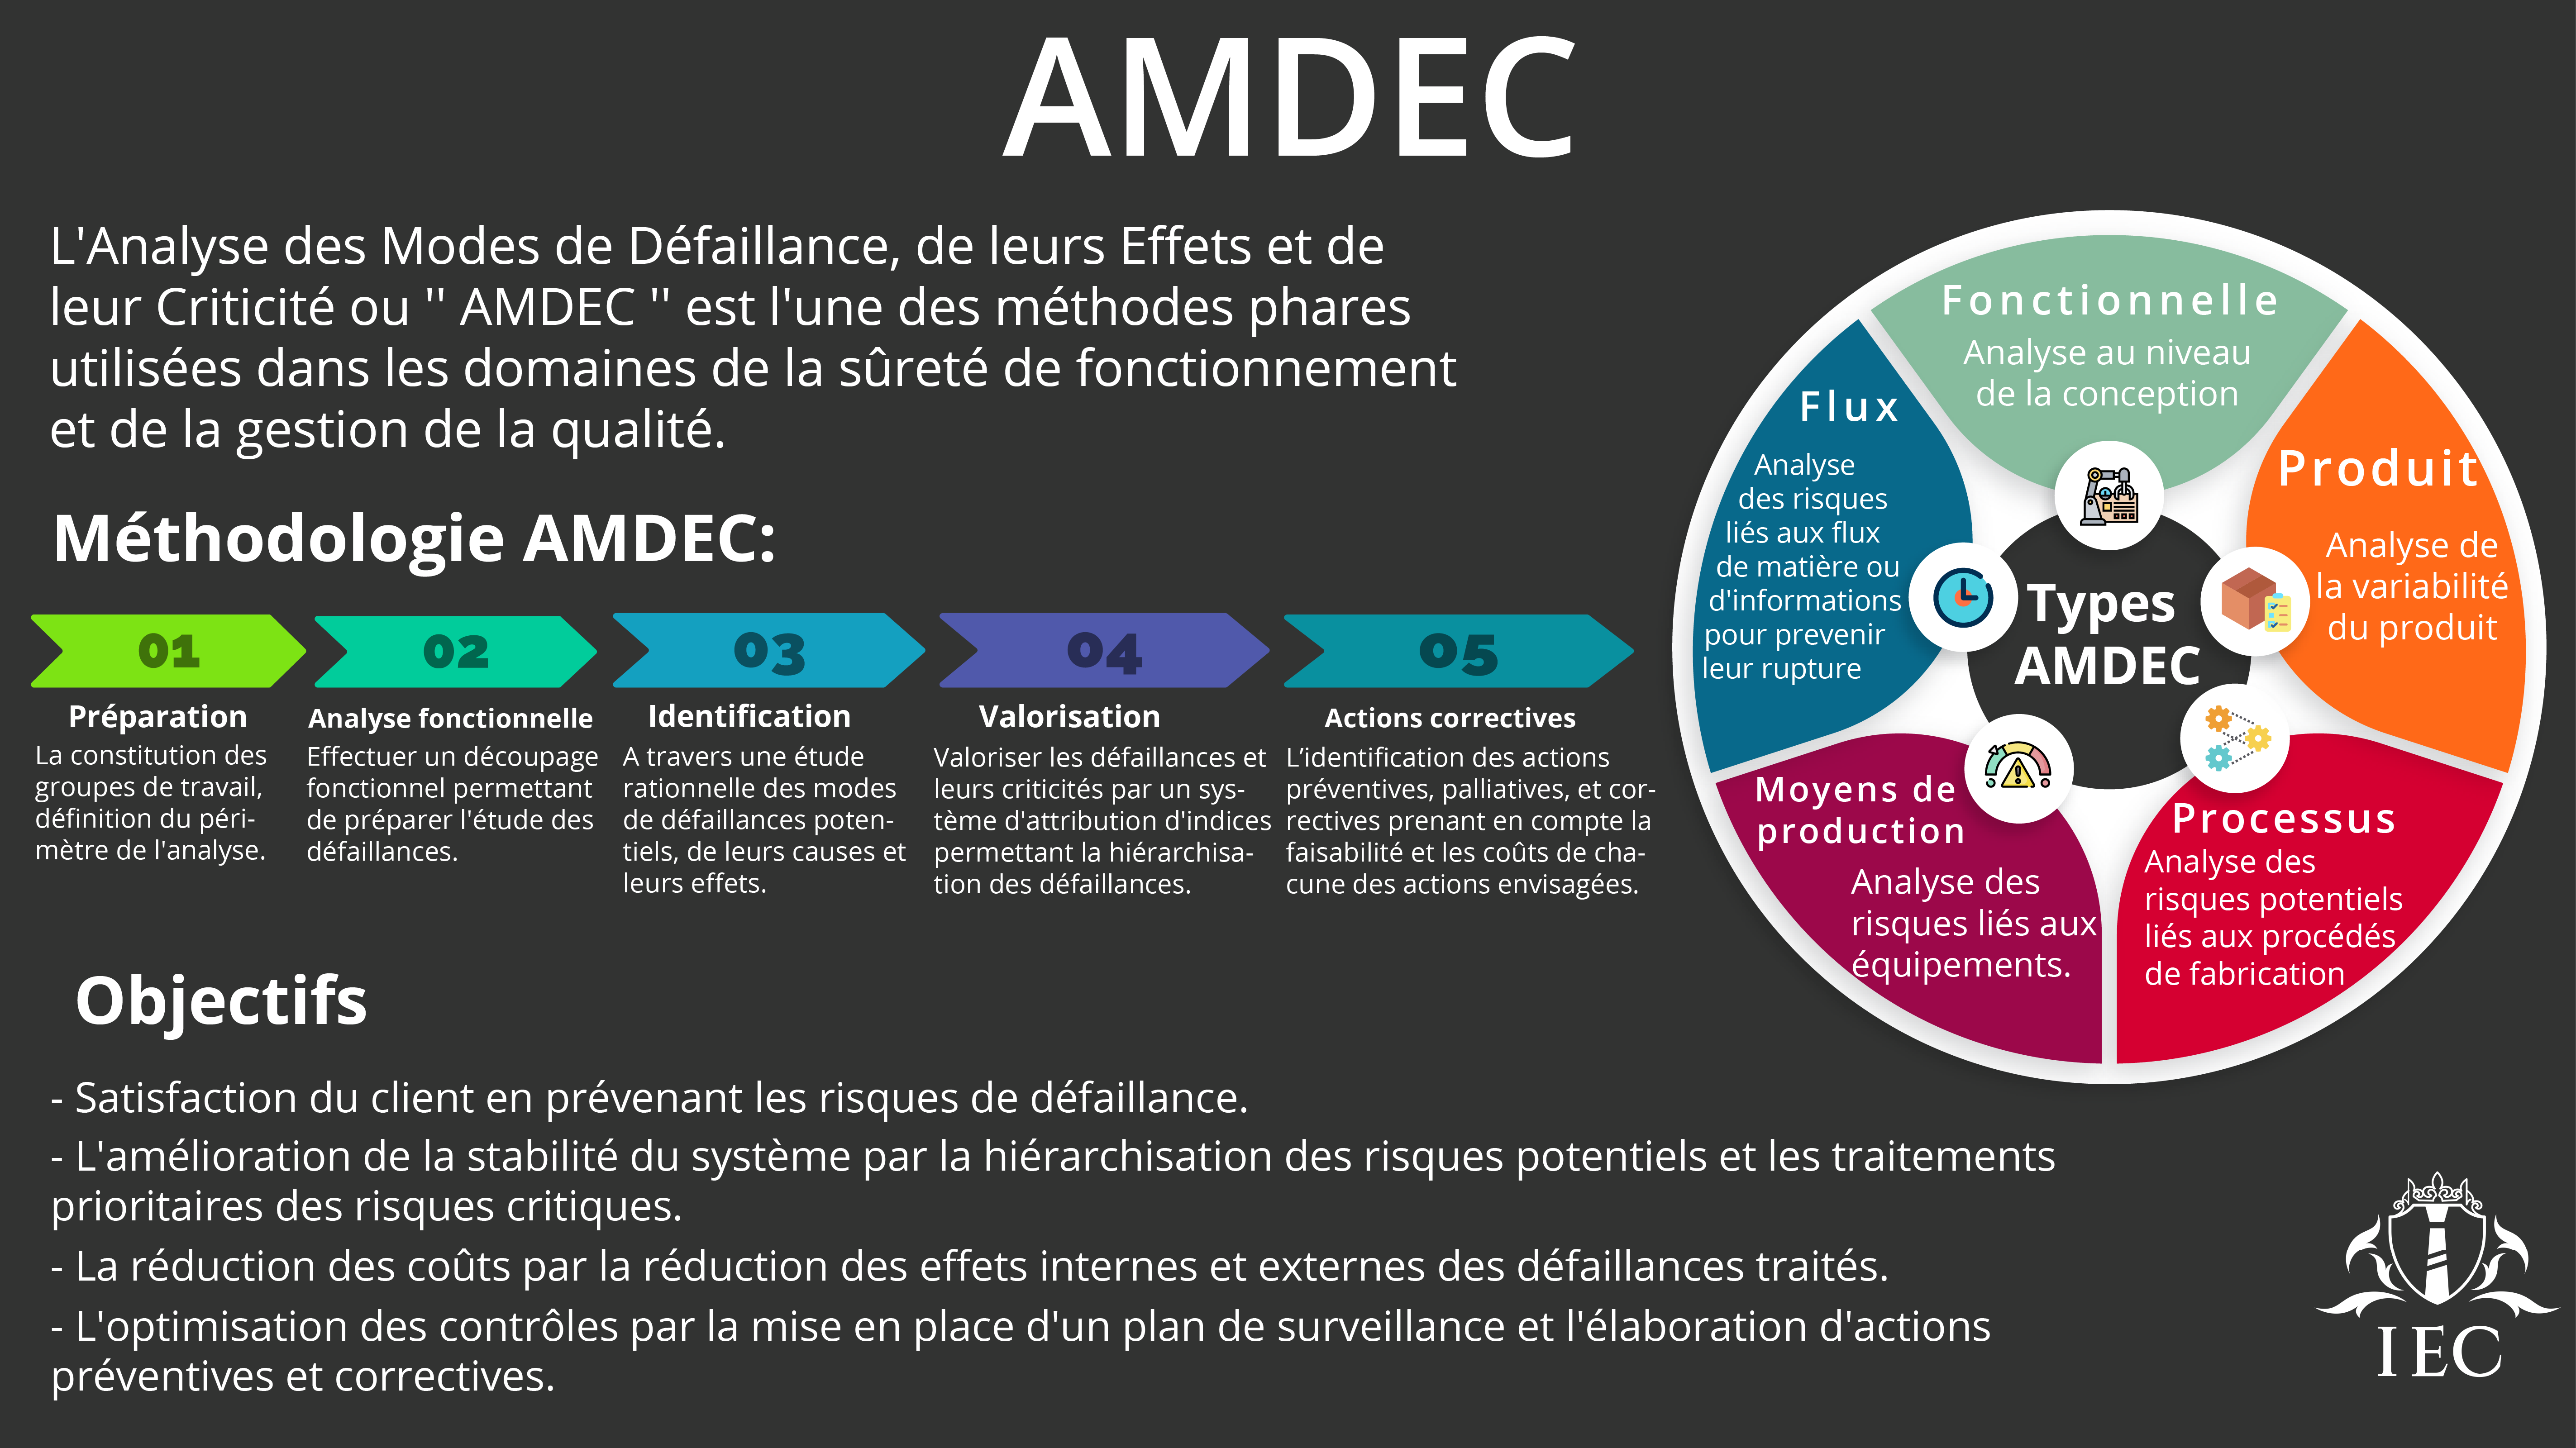 AMDEC
L'Analyse des Modes de Défaillance, de leurs Effets et de
leur Criticité ou '' AMDEC '' est l'une des méthodes phares
utilisées dans les domaines de la sûreté de fonctionnement
et de la gestion de la qualité.
Méthodologie AMDEC:
01
Préparation
La constitution des
groupes de travail,
définition du péri-
mètre de l'analyse.
02
Analyse fonctionnelle
Effectuer un découpage
fonctionnel permettant
de préparer l'étude des
défaillances.
03
Identification
A travers une étude
rationnelle des modes
de défaillances poten-
tiels, de leurs causes et
leurs effets.
04
Valorisation
Valoriser les défaillances et
leurs criticités par un sys-
tème d'attribution d'indices
permettant la hiérarchisa-
tion des défaillances.
05
Actions correctives
L’identification des actions
préventives, palliatives, et cor-
rectives prenant en compte la
faisabilité et les coûts de cha-
cune des actions envisagées.
Types
AMDEC
Fonctionnelle
Analyse au niveau
de la conception
Produit
Analyse de
la variabilité
du produit
Processus
Analyse des
risques potentiels
liés aux procédés
de fabrication
Moyens de
production
Analyse des
risques liés aux
équipements.
Flux
Analyse
des risques
liés aux flux
de matière ou
d'informations
pour prevenir
leur rupture
Objectifs
- Satisfaction du client en prévenant les risques de défaillance.
- L'amélioration de la stabilité du système par la hiérarchisation des risques potentiels et les traitements
prioritaires des risques critiques.
- La réduction des coûts par la réduction des effets internes et externes des défaillances traités.
- L'optimisation des contrôles par la mise en place d'un plan de surveillance et l'élaboration d'actions
préventives et correctives.
IEC